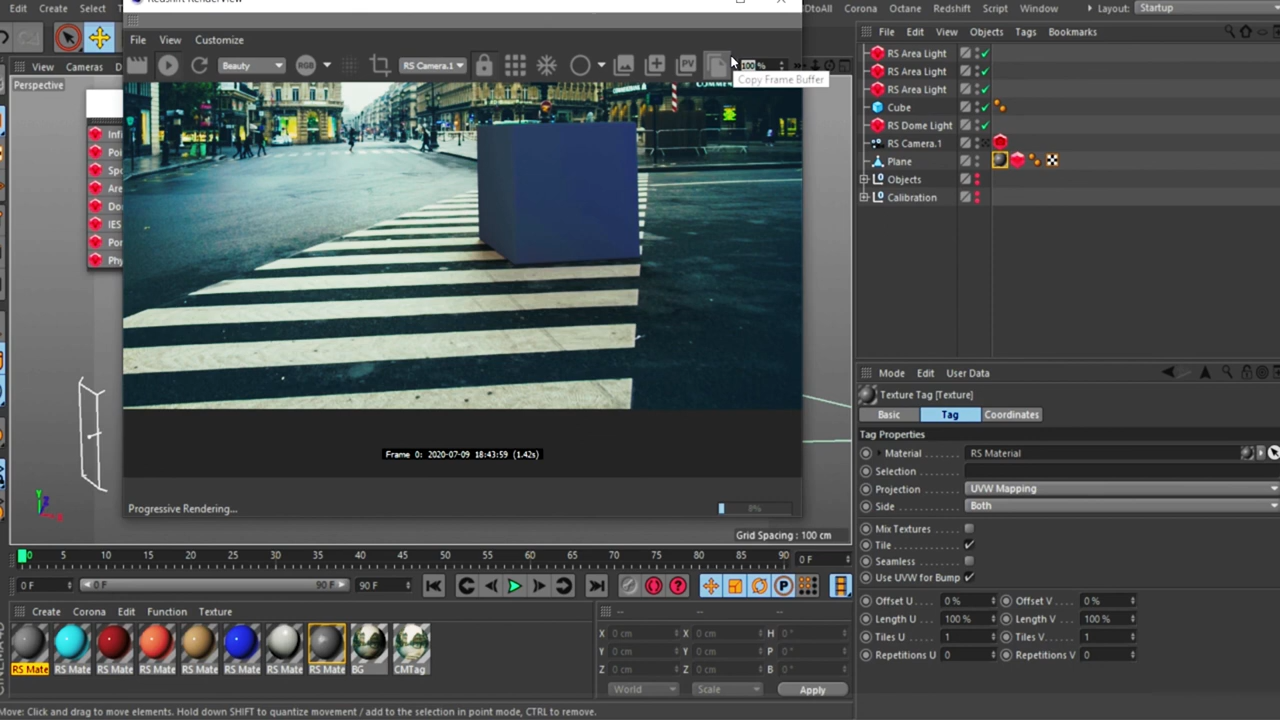 Edit Create Select
Redshift RenderView
Corona Octane Redshift Script Window Layout: Startup
File View Customize
File Edit View Objects Tags Bookmarks
View Cameras
Beauty RGB RS Camera.1 PV 100 %
Copy Frame Buffer
Perspective
RS Area Light
RS Area Light
RS Area Light
Cube
RS Dome Light
RS Camera.1
Plane
Objects
Calibration
IES
Frame 0: 2020-07-09 18:43:59 (1.42s)
Progressive Rendering... 8%
Grid Spacing : 100 cm
Mode Edit User Data
Texture Tag [Texture]
Basic Tag Coordinates
Tag Properties
Material RS Material
Selection
Projection UVW Mapping
Side Both
Mix Textures
Tile
Seamless
Use UVW for Bump
Offset U 0 % Offset V 0 %
Length U 100 % Length V 100 %
Tiles U 1 Tiles V 1
Repetitions U 0 Repetitions V 0
0 5 10 15 20 25 30 35 40 45 50 55 60 65 70 75 80 85 90 0 F
0 F 0 F 90 F 90 F
Create Corona Edit Function Texture
RS Mate RS Mate RS Mate RS Mate RS Mate RS Mate RS Mate RS Mate BG CMTag
-- -- --
X 0 cm X 0 cm H 0 °
Y 0 cm Y 0 cm P 0 °
Z 0 cm Z 0 cm B 0 °
World Scale Apply
CINEMA 4D
Move: Click and drag to move elements. Hold down SHIFT to quantize movement / add to the selection in point mode, CTRL to remove.